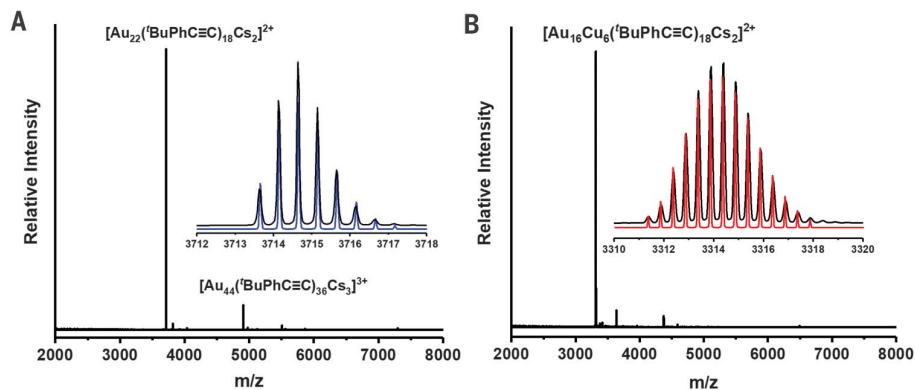 A
[Au₂₂(ᵗBuPhC≡C)₁₈Cs₂]²⁺
Relative Intensity
3712 3713 3714 3715 3716 3717 3718
[Au₄₄(ᵗBuPhC≡C)₃₆Cs₃]³⁺
2000 3000 4000 5000 6000 7000 8000
m/z
B
[Au₁₆Cu₆(ᵗBuPhC≡C)₁₈Cs₂]²⁺
Relative Intensity
3310 3312 3314 3316 3318 3320
2000 3000 4000 5000 6000 7000 8000
m/z